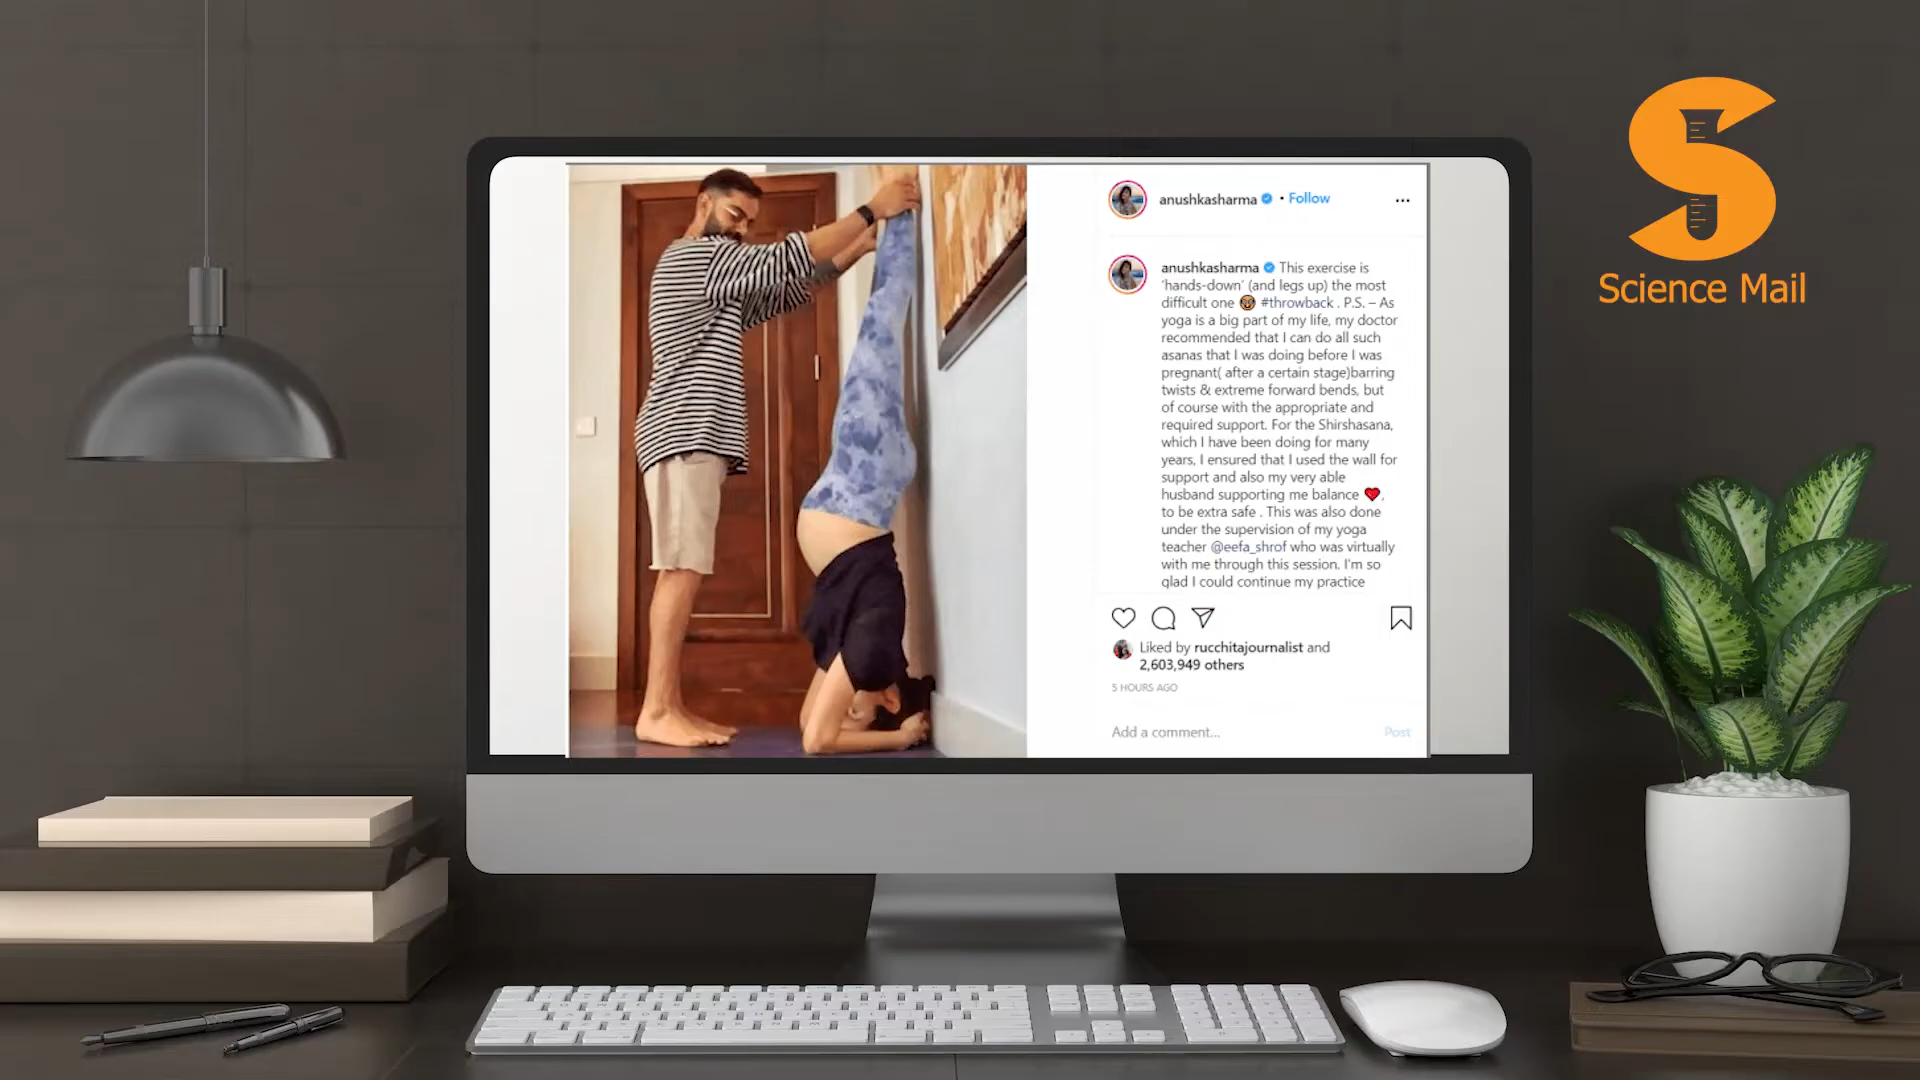 anushkasharma • Follow
anushkasharma This exercise is
'hands-down' (and legs up) the most
difficult one #throwback . P.S. – As
yoga is a big part of my life, my doctor
recommended that I can do all such
asanas that I was doing before I was
pregnant( after a certain stage)barring
twists & extreme forward bends, but
of course with the appropriate and
required support. For the Shirshasana,
which I have been doing for many
years, I ensured that I used the wall for
support and also my very able
husband supporting me balance ❤️,
to be extra safe . This was also done
under the supervision of my yoga
teacher @eefa_shrof who was virtually
with me through this session. I'm so
glad I could continue my practice
Liked by rucchitajournalist and
2,603,949 others
5 HOURS AGO
Add a comment... Post
Science Mail